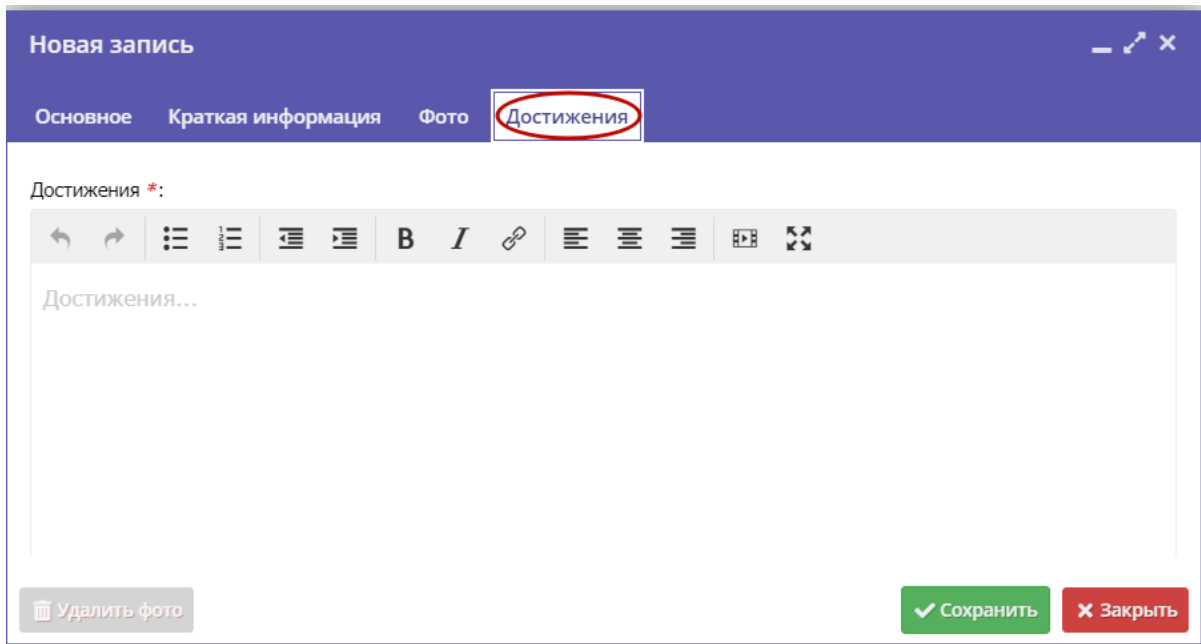 Новая запись
Основное Краткая информация Фото Достижения
Достижения *:
B I
Достижения...
Удалить фото Сохранить Закрыть